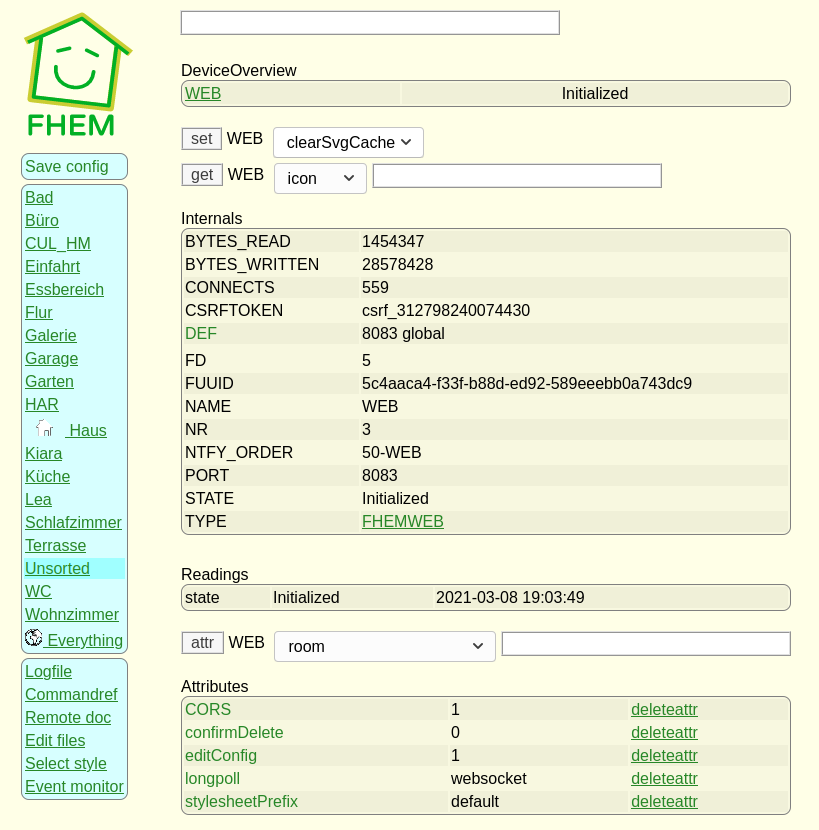 FHEM
Save config
Bad
Büro
CUL_HM
Einfahrt
Essbereich
Flur
Galerie
Garage
Garten
HAR
Haus
Kiara
Küche
Lea
Schlafzimmer
Terrasse
Unsorted
WC
Wohnzimmer
Everything
Logfile
Commandref
Remote doc
Edit files
Select style
Event monitor
DeviceOverview
WEB Initialized
set WEB clearSvgCache
get WEB icon
Internals
BYTES_READ 1454347
BYTES_WRITTEN 28578428
CONNECTS 559
CSRFTOKEN csrf_312798240074430
DEF 8083 global
FD 5
FUUID 5c4aaca4-f33f-b88d-ed92-589eeebb0a743dc9
NAME WEB
NR 3
NTFY_ORDER 50-WEB
PORT 8083
STATE Initialized
TYPE FHEMWEB
Readings
state Initialized 2021-03-08 19:03:49
attr WEB room
Attributes
CORS 1 deleteattr
confirmDelete 0 deleteattr
editConfig 1 deleteattr
longpoll websocket deleteattr
stylesheetPrefix default deleteattr